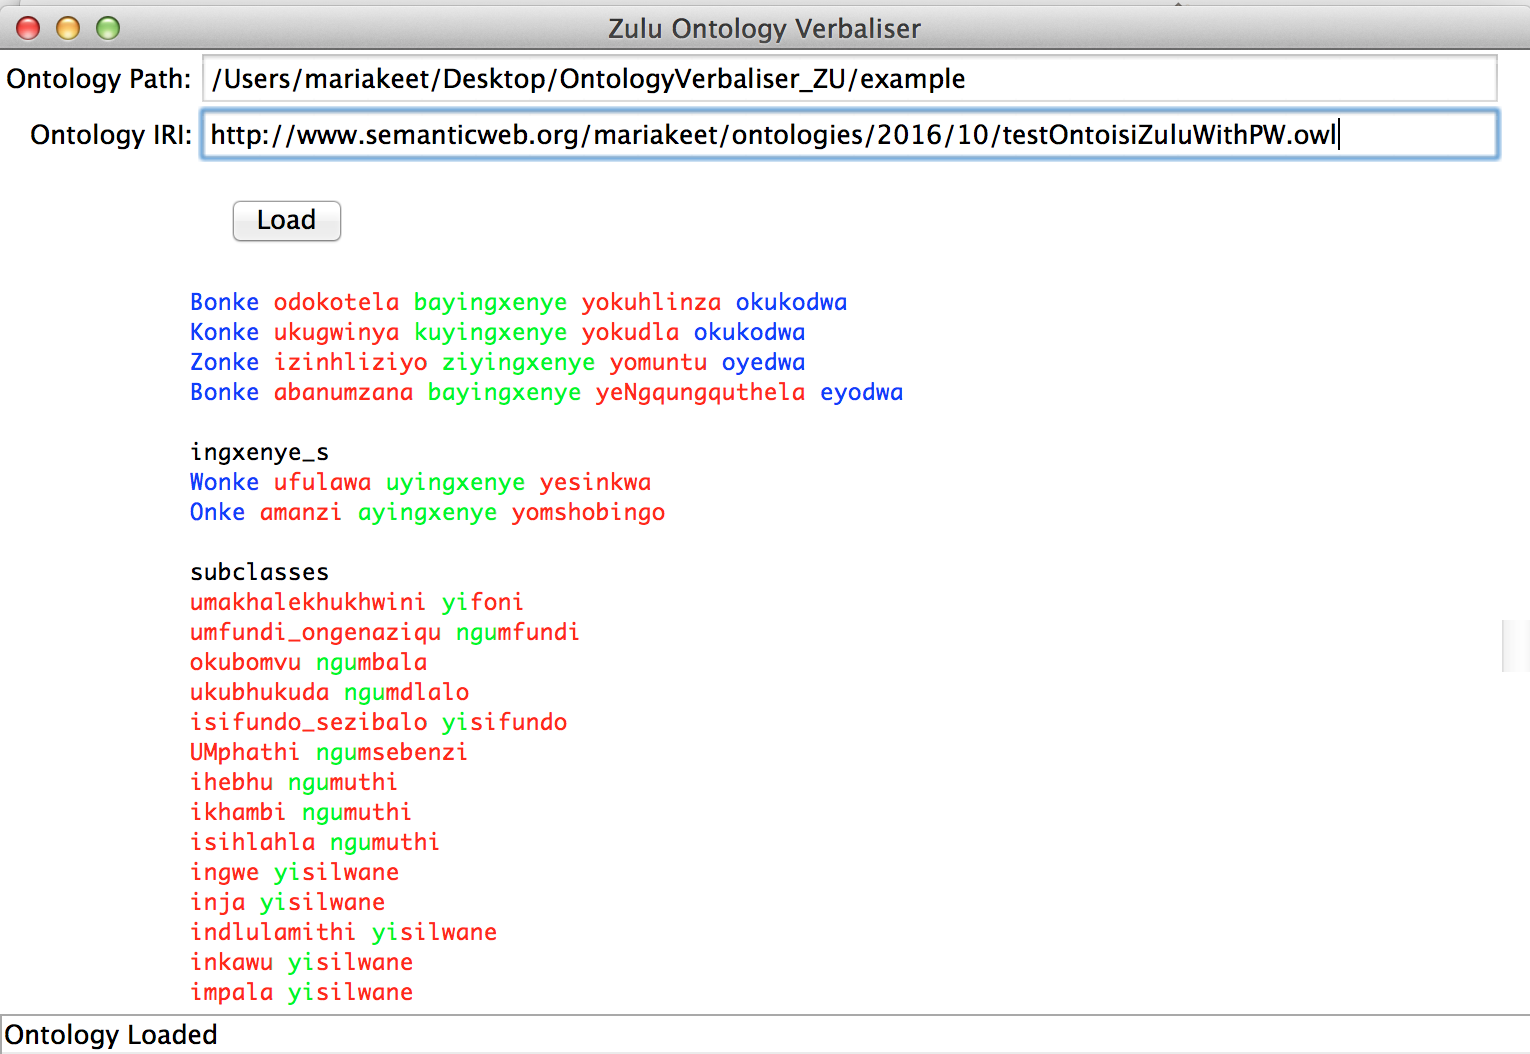 Zulu Ontology Verbaliser
Ontology Path: /Users/mariakeet/Desktop/OntologyVerbaliser_ZU/example
Ontology IRI: http://www.semanticweb.org/mariakeet/ontologies/2016/10/testOntoisiZuluWithPW.owl
Load
Bonke odokotela bayingxenye yokuhlinza okukodwa
Konke ukugwinya kuyingxenye yokudla okukodwa
Zonke izinhliziyo ziyingxenye yomuntu oyedwa
Bonke abanumzana bayingxenye yeNgqungquthela eyodwa
ingxenye_s
Wonke ufulawa uyingxenye yesinkwa
Onke amanzi ayingxenye yomshobingo
subclasses
umakhalekhukhwini yifoni
umfundi_ongenaziqu ngumfundi
okubomvu ngumbala
ukubhukuda ngumdlalo
isifundo_sezibalo yisifundo
UMphathi ngumsebenzi
ihebhu ngumuthi
ikhambi ngumuthi
isihlahla ngumuthi
ingwe yisilwane
inja yisilwane
indlulamithi yisilwane
inkawu yisilwane
impala yisilwane
Ontology Loaded